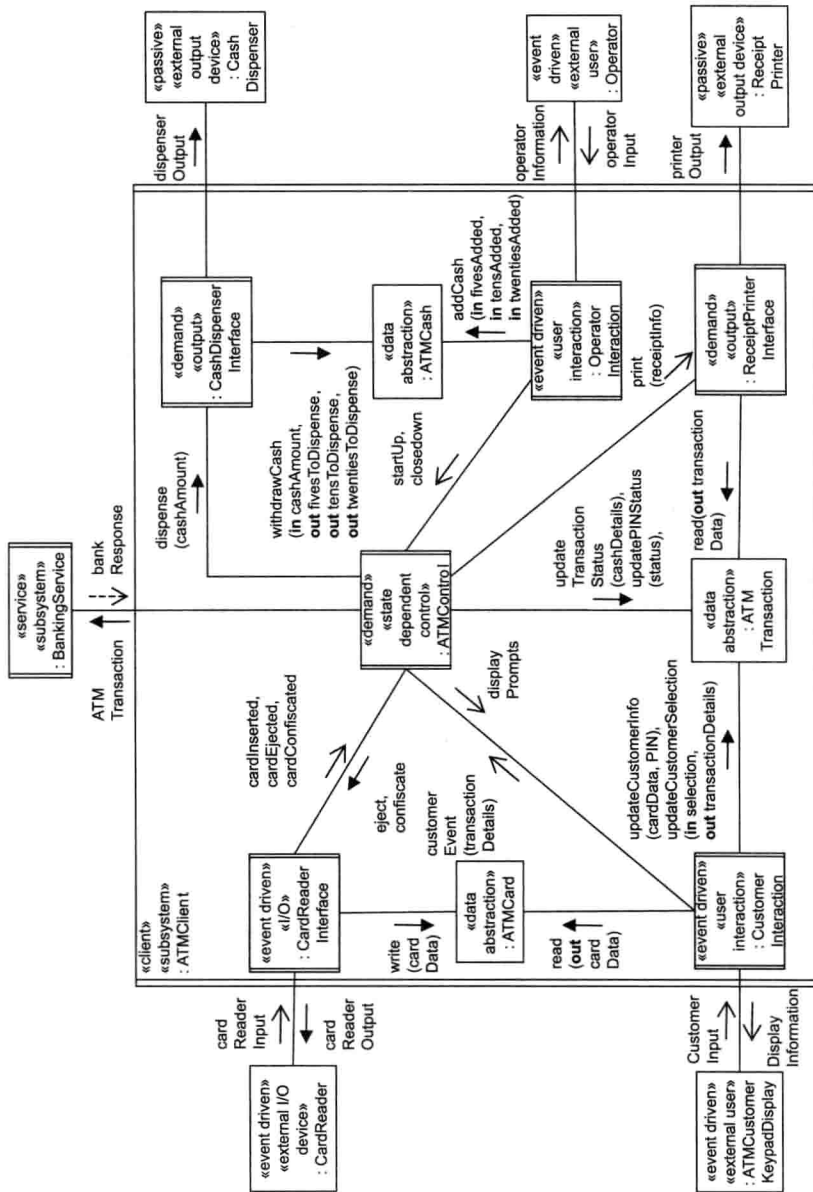 «service»
«subsystem»
: BankingService
ATM
Transaction
bank
Response
«client»
«subsystem»
: ATMClient
«event driven»
«external I/O
device»
: CardReader
card
Reader
Input
card
Reader
Output
«event driven»
«I/O»
: CardReader
Interface
cardInserted,
cardEjected,
cardConfiscated
eject,
confiscate
dispense
(cashAmount)
«demand»
«output»
: CashDispenser
Interface
dispenser
Output
«passive»
«external
output
device»
: Cash
Dispenser
write
(card
Data)
«data
abstraction»
: ATMCard
read
(out card
Data)
customer
Event
(transaction
Details)
display
Prompts
«demand»
«state
dependent
control»
: ATMControl
withdrawCash
(in cashAmount,
out fivesToDispense,
out tensToDispense,
out twentiesToDispense)
«data
abstraction»
: ATMCash
addCash
(in fivesAdded,
in tensAdded,
in twentiesAdded)
startUp,
closedown
«event driven»
«user
interaction»
: Operator
Interaction
operator
Information
operator
Input
«event
driven»
«external
user»
: Operator
«event driven»
«external user»
: ATMCustomer
KeypadDisplay
Customer
Input
Display
Information
«event driven»
«user
interaction»
: Customer
Interaction
updateCustomerInfo
(cardData, PIN),
updateCustomerSelection
(in selection,
out transactionDetails)
update
Transaction
Status
(cashDetails),
updatePINStatus
(status),
«data
abstraction»
: ATM
Transaction
read(out transaction
Data)
print
(receiptInfo)
«demand»
«output»
: ReceiptPrinter
Interface
printer
Output
«passive»
«external
output device»
: Receipt
Printer